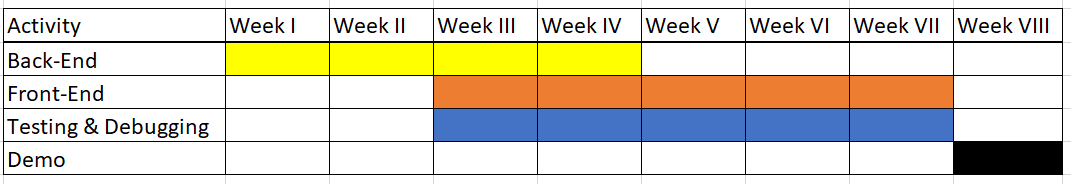 Activity Week I Week II Week III Week IV Week V Week VI Week VII Week VIII
Back-End
Front-End
Testing & Debugging
Demo